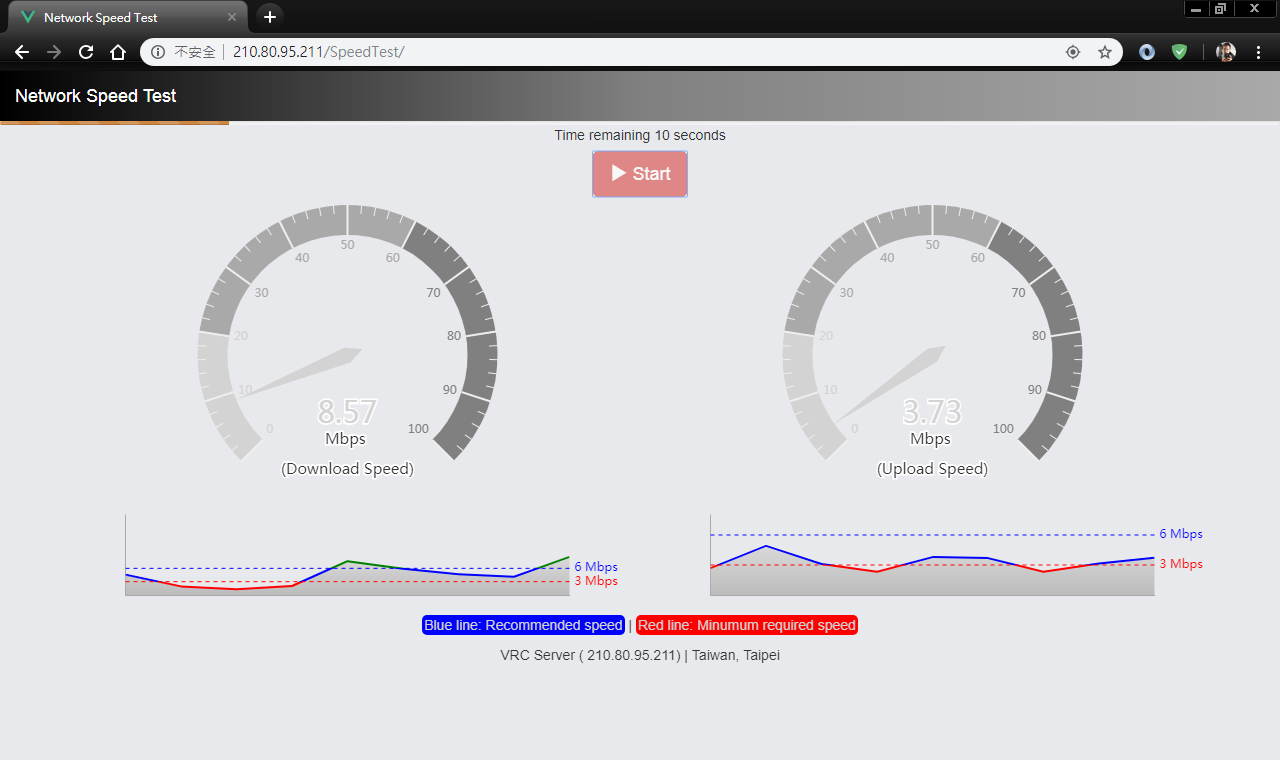 Network Speed Test
不安全 210.80.95.211/SpeedTest/
Network Speed Test
Time remaining 10 seconds
Start
0
10
20
30
40
50
60
70
80
90
100
8.57
Mbps
(Download Speed)
0
10
20
30
40
50
60
70
80
90
100
3.73
Mbps
(Upload Speed)
6 Mbps
3 Mbps
6 Mbps
3 Mbps
Blue line: Recommended speed | Red line: Minumum required speed
VRC Server ( 210.80.95.211) | Taiwan, Taipei